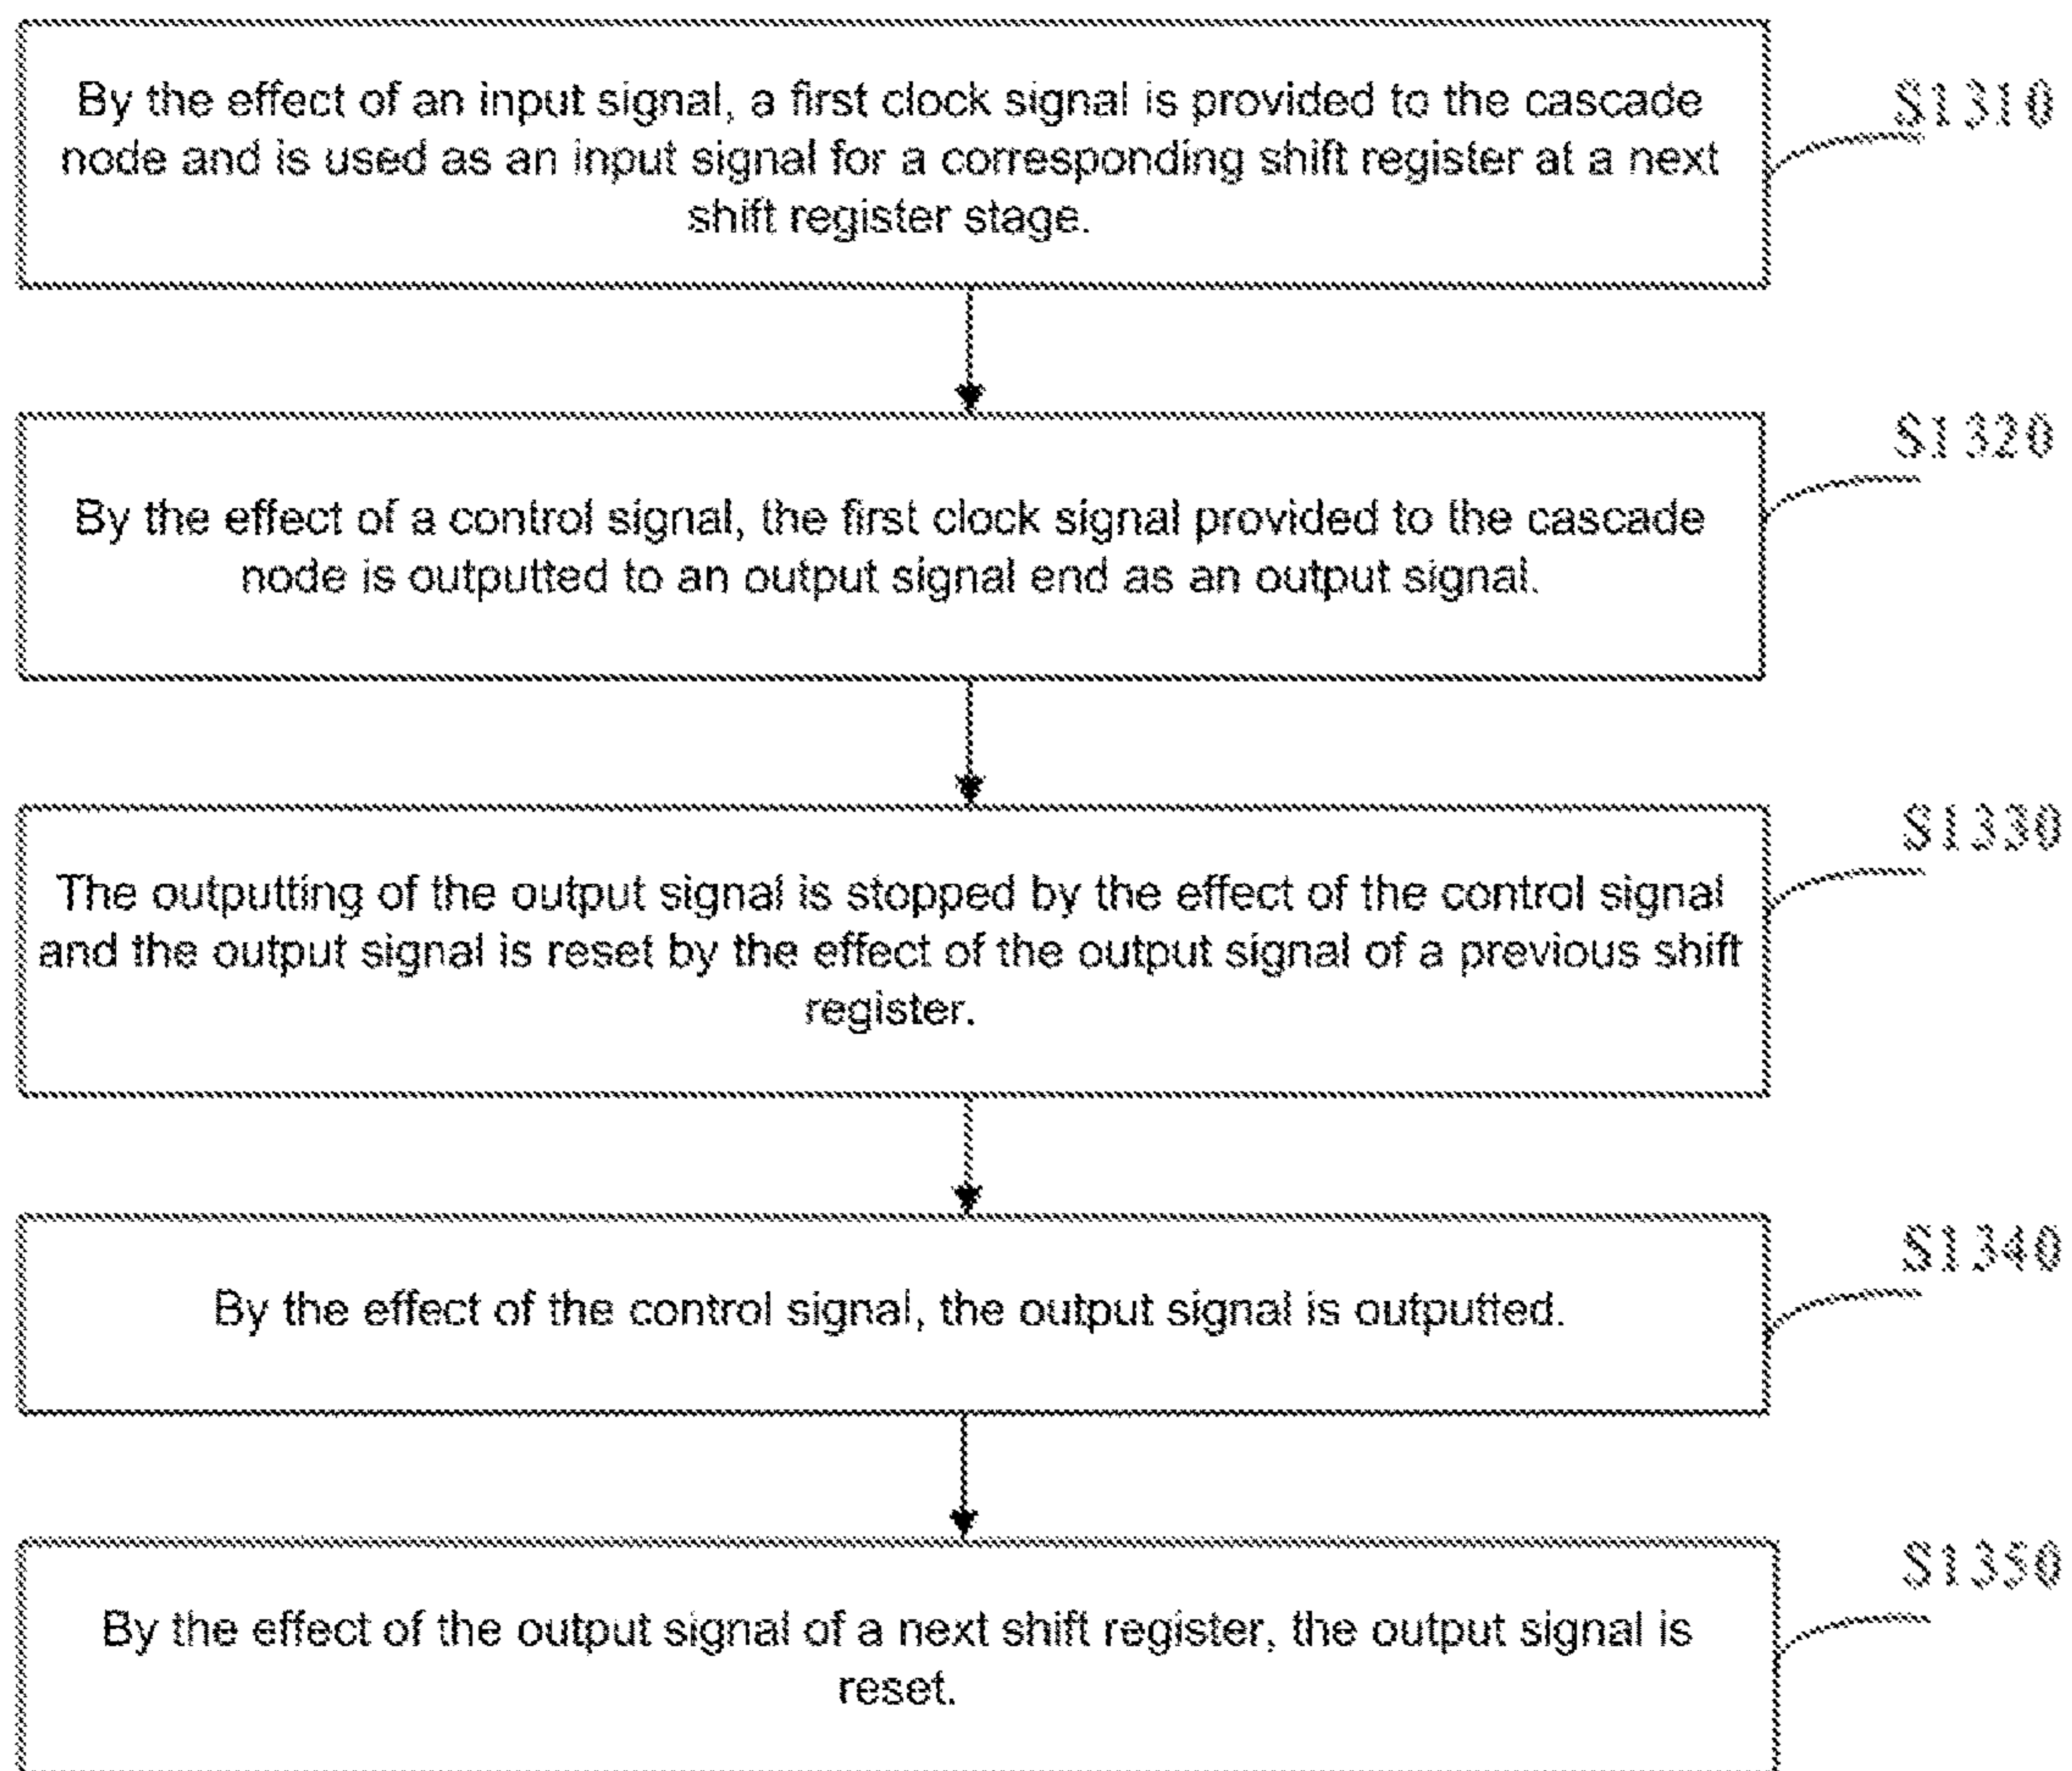 By the effect of an input signal, a first clock signal is provided to the cascade
node and is used as an input signal for a corresponding shift register at a next
shift register stage.
S1310
By the effect of a control signal, the first clock signal provided to the cascade
node is outputted to an output signal end as an output signal.
S1320
The outputting of the output signal is stopped by the effect of the control signal
and the output signal is reset by the effect of the output signal of a previous shift
register.
S1330
By the effect of the control signal, the output signal is outputted.
S1340
By the effect of the output signal of a next shift register, the output signal is
reset.
S1350